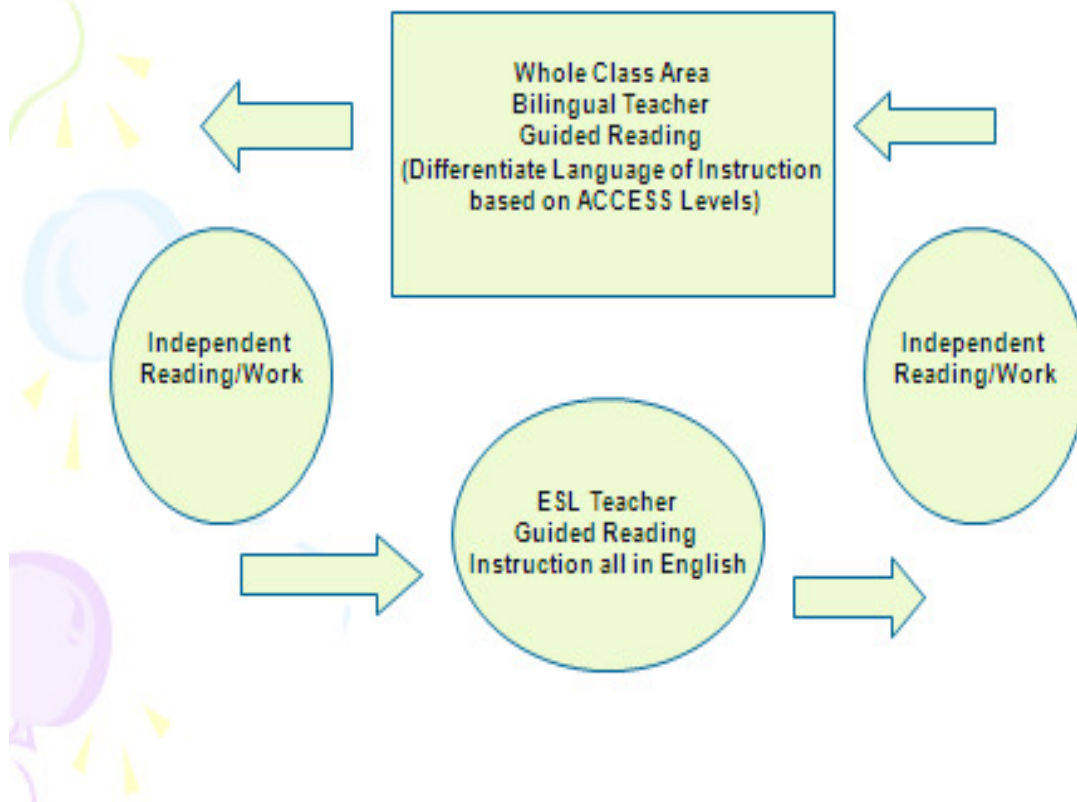 Whole Class Area
Bilingual Teacher
Guided Reading
(Differentiate Language of Instruction
based on ACCESS Levels)
Independent
Reading/Work
Independent
Reading/Work
ESL Teacher
Guided Reading
Instruction all in English